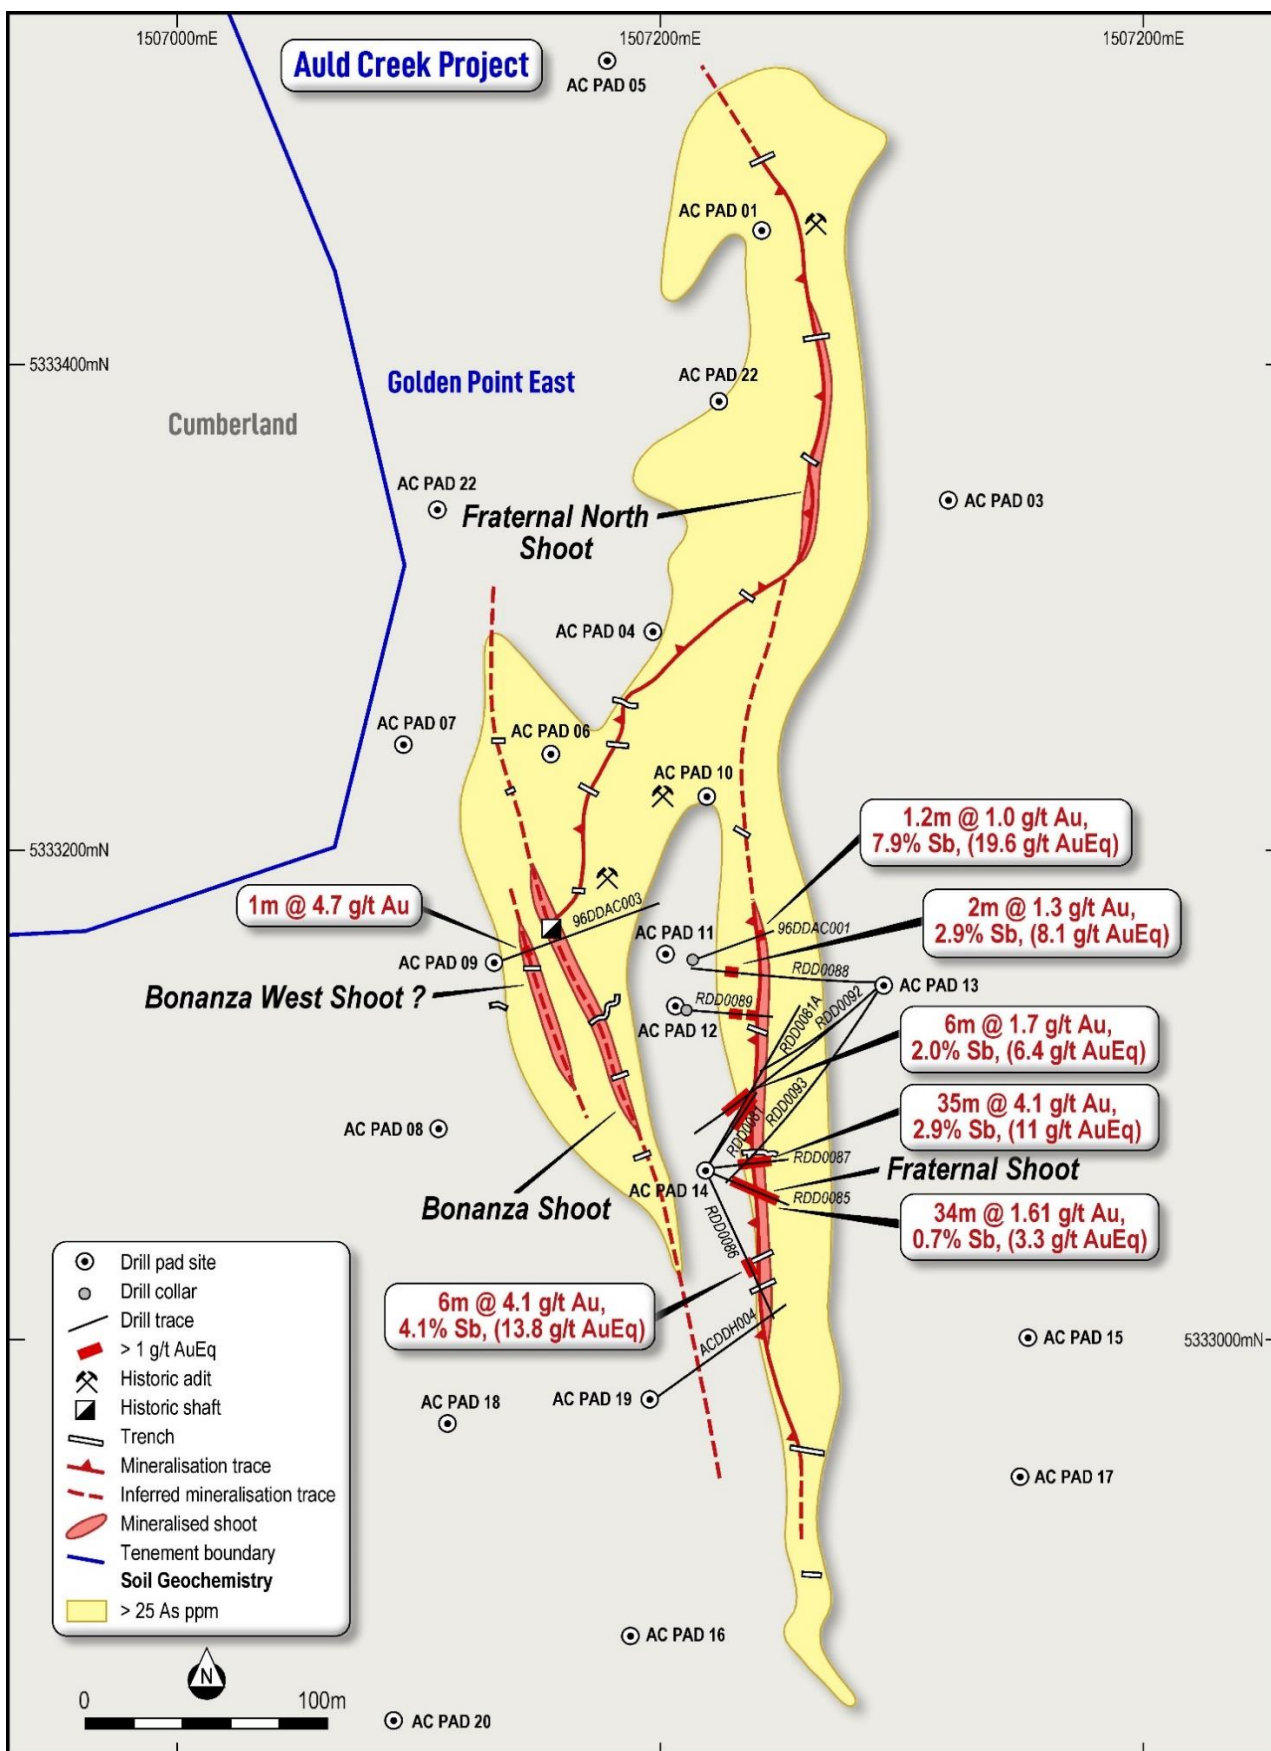 1507000mE
1507200mE
1507200mE
Auld Creek Project
AC PAD 05
AC PAD 01
5333400mN
Golden Point East
AC PAD 22
Cumberland
AC PAD 22
AC PAD 03
Fraternal North
Shoot
AC PAD 04
AC PAD 07
AC PAD 06
AC PAD 10
1.2m @ 1.0 g/t Au,
7.9% Sb, (19.6 g/t AuEq)
5333200mN
1m @ 4.7 g/t Au
96DDAC003
2m @ 1.3 g/t Au,
2.9% Sb, (8.1 g/t AuEq)
AC PAD 11
96DDAC001
AC PAD 09
RDD0088
AC PAD 13
Bonanza West Shoot ?
RDD0089
RDD0081A
RDD0092
AC PAD 12
6m @ 1.7 g/t Au,
2.0% Sb, (6.4 g/t AuEq)
RDD0093
RDD0081
35m @ 4.1 g/t Au,
2.9% Sb, (11 g/t AuEq)
AC PAD 08
RDD0087
Fraternal Shoot
AC PAD 14
RDD0085
Bonanza Shoot
34m @ 1.61 g/t Au,
0.7% Sb, (3.3 g/t AuEq)
RDD0086
6m @ 4.1 g/t Au,
4.1% Sb, (13.8 g/t AuEq)
ACDDH004
AC PAD 15
5333000mN
AC PAD 19
AC PAD 18
AC PAD 17
AC PAD 16
AC PAD 20
Drill pad site
Drill collar
Drill trace
> 1 g/t AuEq
Historic adit
Historic shaft
Trench
Mineralisation trace
Inferred mineralisation trace
Mineralised shoot
Tenement boundary
Soil Geochemistry
> 25 As ppm
N
0
100m